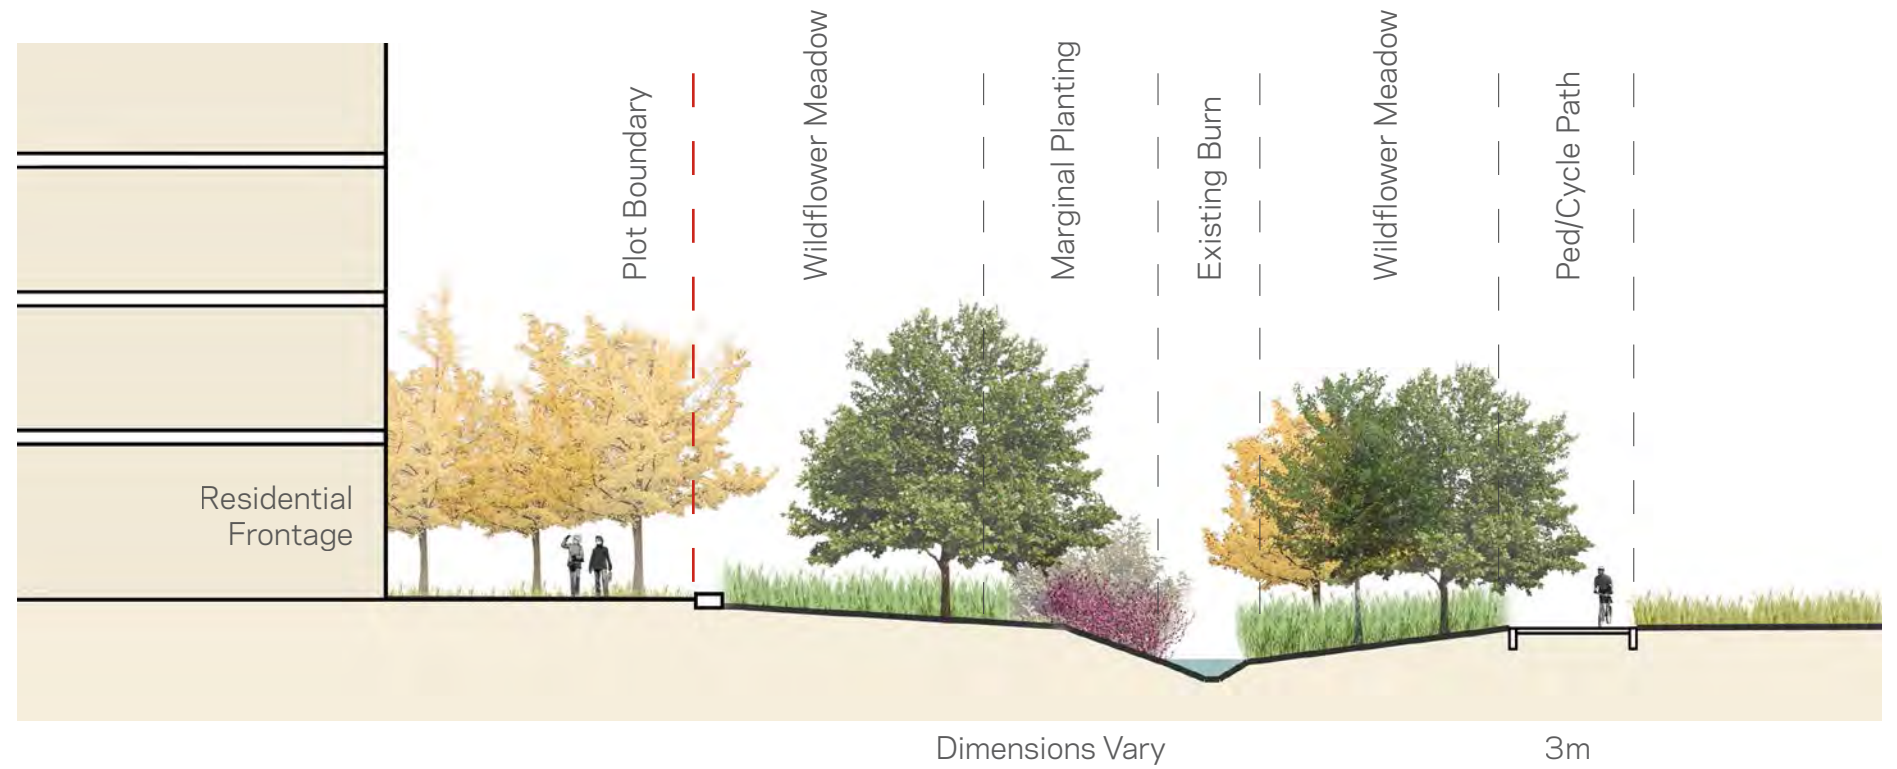 Plot Boundary
Wildflower Meadow
Marginal Planting
Existing Burn
Wildflower Meadow
Ped/Cycle Path
Residential
Frontage
Dimensions Vary
3m